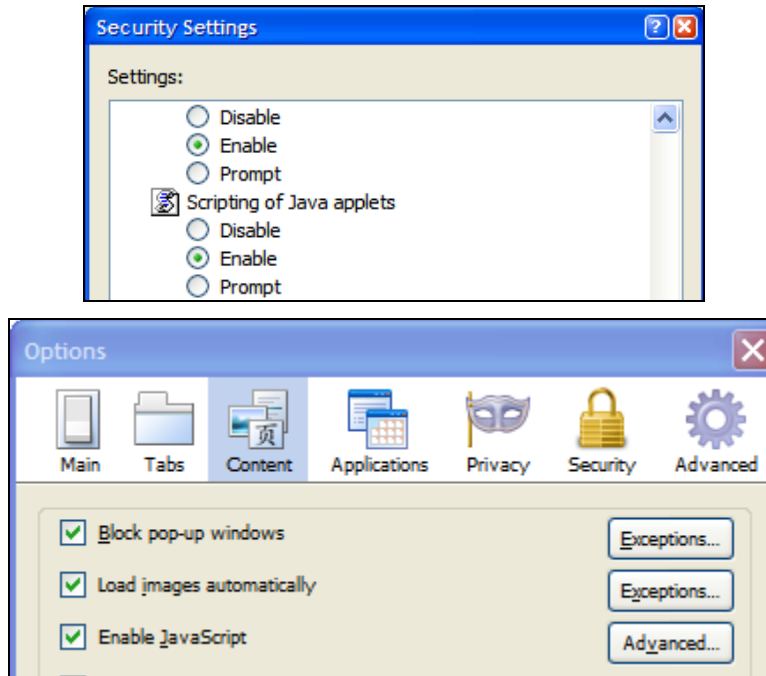 Security Settings
Settings:
Disable
Enable
Prompt
Scripting of Java applets
Disable
Enable
Prompt
Options
页
Main Tabs Content Applications Privacy Security Advanced
Block pop-up windows Exceptions...
Load images automatically Exceptions...
Enable JavaScript Advanced...